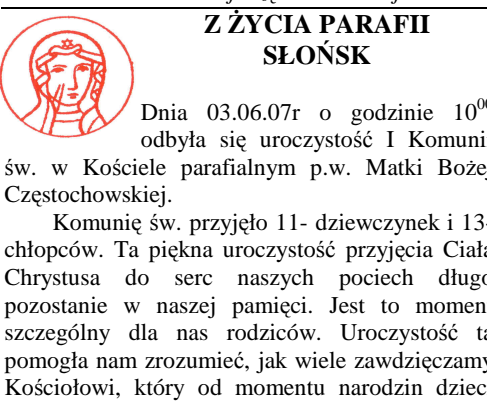 Z ŻYCIA PARAFII
SŁOŃSK
Dnia 03.06.07r o godzinie 10⁰⁰
odbyła się uroczystość I Komuni
św. w Kościele parafialnym p.w. Matki Bożej
Częstochowskiej.
Komunię św. przyjęło 11- dziewczynek i 13-
chłopców. Ta piękna uroczystość przyjęcia Ciała
Chrystusa do serc naszych pociech długo
pozostanie w naszej pamięci. Jest to momen
szczególny dla nas rodziców. Uroczystość ta
pomogła nam zrozumieć, jak wiele zawdzięczamy
Kościołowi, który od momentu narodzin dziec